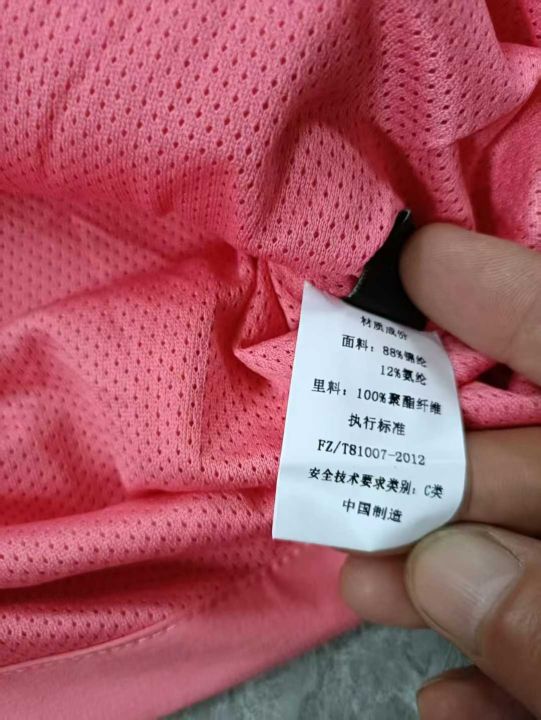 材质成份
面料：88%锦纶
12%氨纶
里料：100%聚酯纤维
执行标准
FZ/T81007-2012
安全技术要求类别：C类
中国制造